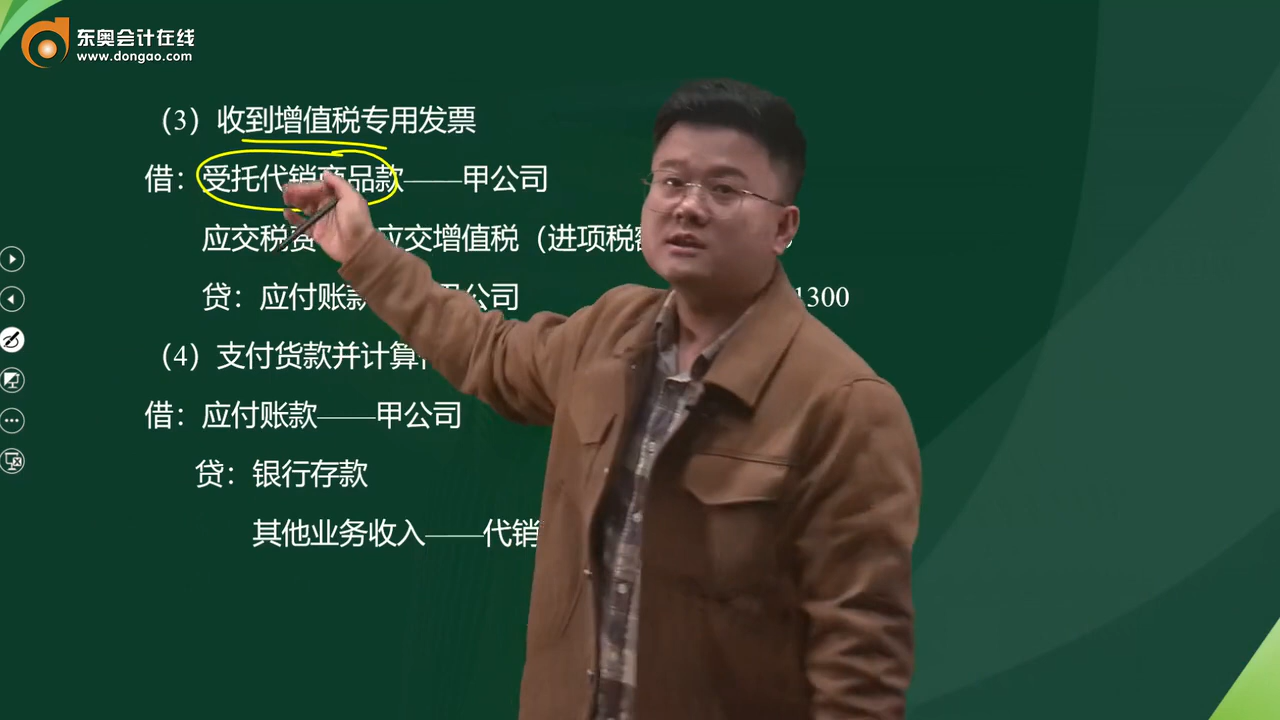 东奥会计在线
www.dongao.com
（3）收到增值税专用发票
借：受托代销商品款——甲公司
应交税费 应交增值税（进项税额
贷：应付账款 甲公司 1300
（4）支付货款并计算
借：应付账款——甲公司
贷：银行存款
其他业务收入——代销